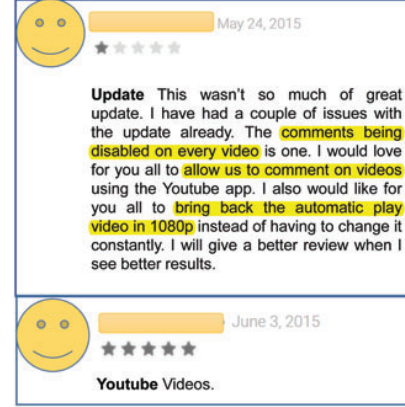 May 24, 2015
Update This wasn't so much of great
update. I have had a couple of issues with
the update already. The comments being
disabled on every video is one. I would love
for you all to allow us to comment on videos
using the Youtube app. I also would like for
you all to bring back the automatic play
video in 1080p instead of having to change it
constantly. I will give a better review when I
see better results.
June 3, 2015
Youtube Videos.